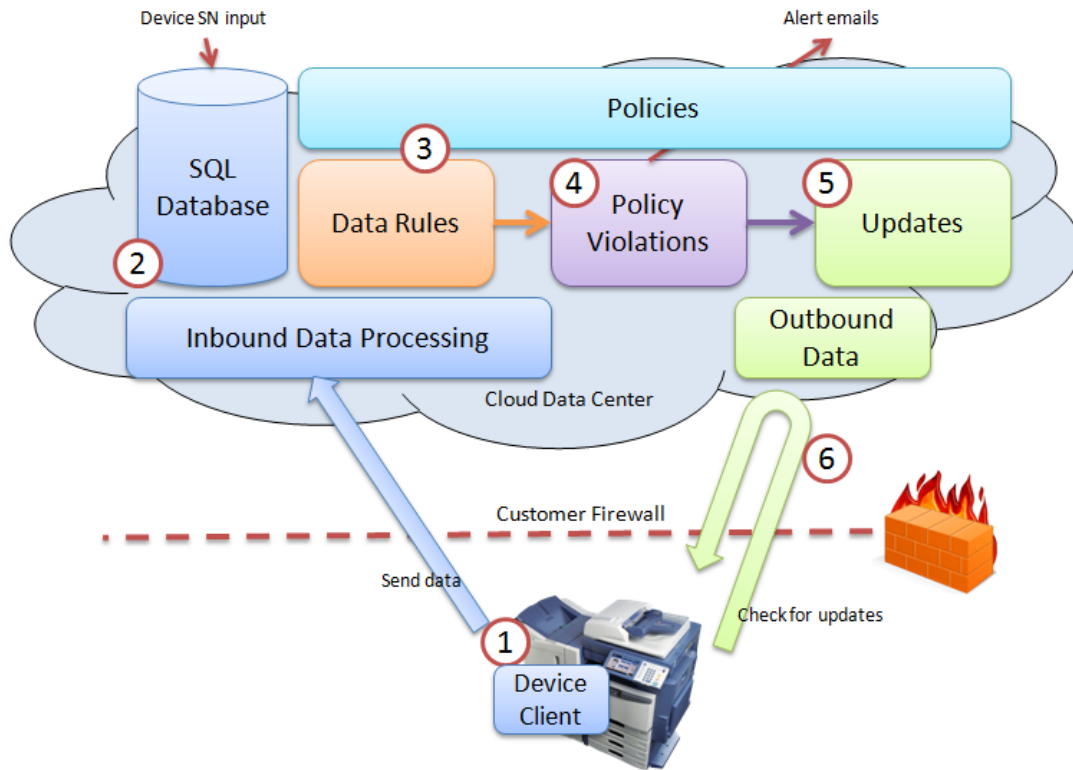 Device SN input
Alert emails
Policies
3
SQL
Database
Data Rules
4
Policy
Violations
5
Updates
2
Inbound Data Processing
Outbound
Data
Cloud Data Center
6
Customer Firewall
Send data
Check for updates
1
Device
Client